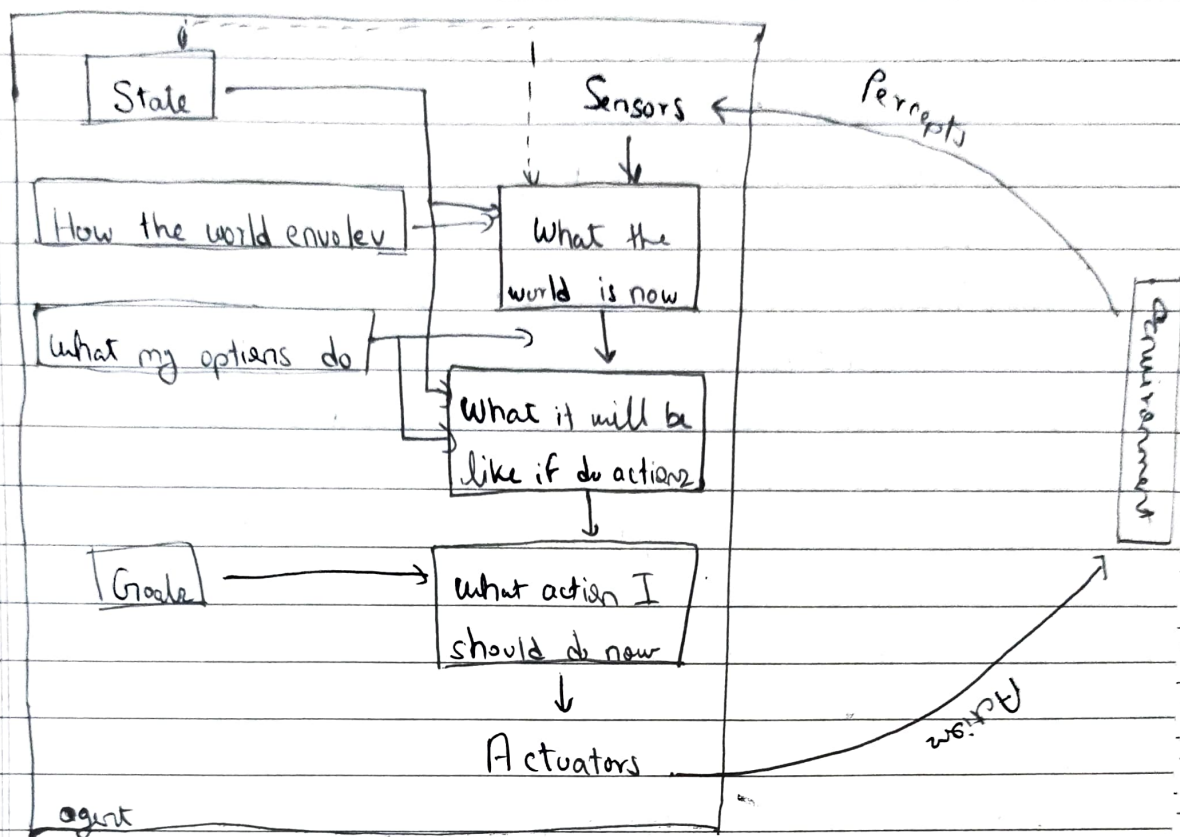 State
Sensors
Percepts
How the world envolev
What the
world is now
What my options do
What it will be
like if do actions
environment
Goals
What action I
should do now
Actions
Actuators
agent